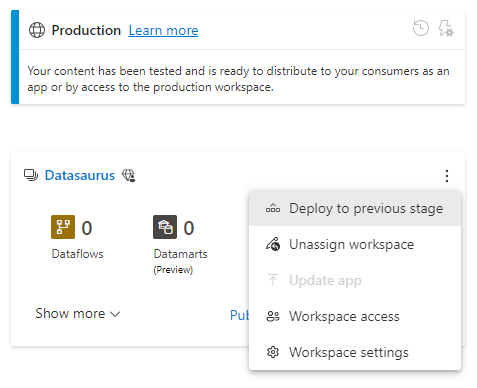 Production Learn more
Your content has been tested and is ready to distribute to your consumers as an
app or by access to the production workspace.
Datasaurus
0 0
Dataflows Datamarts
(Preview)
Show more
Pub
Deploy to previous stage
Unassign workspace
Update app
Workspace access
Workspace settings